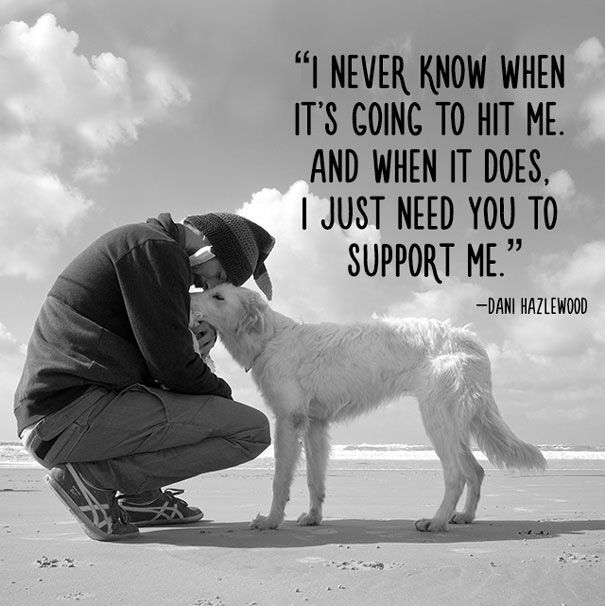 “I NEVER KNOW WHEN
IT’S GOING TO HIT ME.
AND WHEN IT DOES,
I JUST NEED YOU TO
SUPPORT ME.”
—DANI HAZLEWOOD